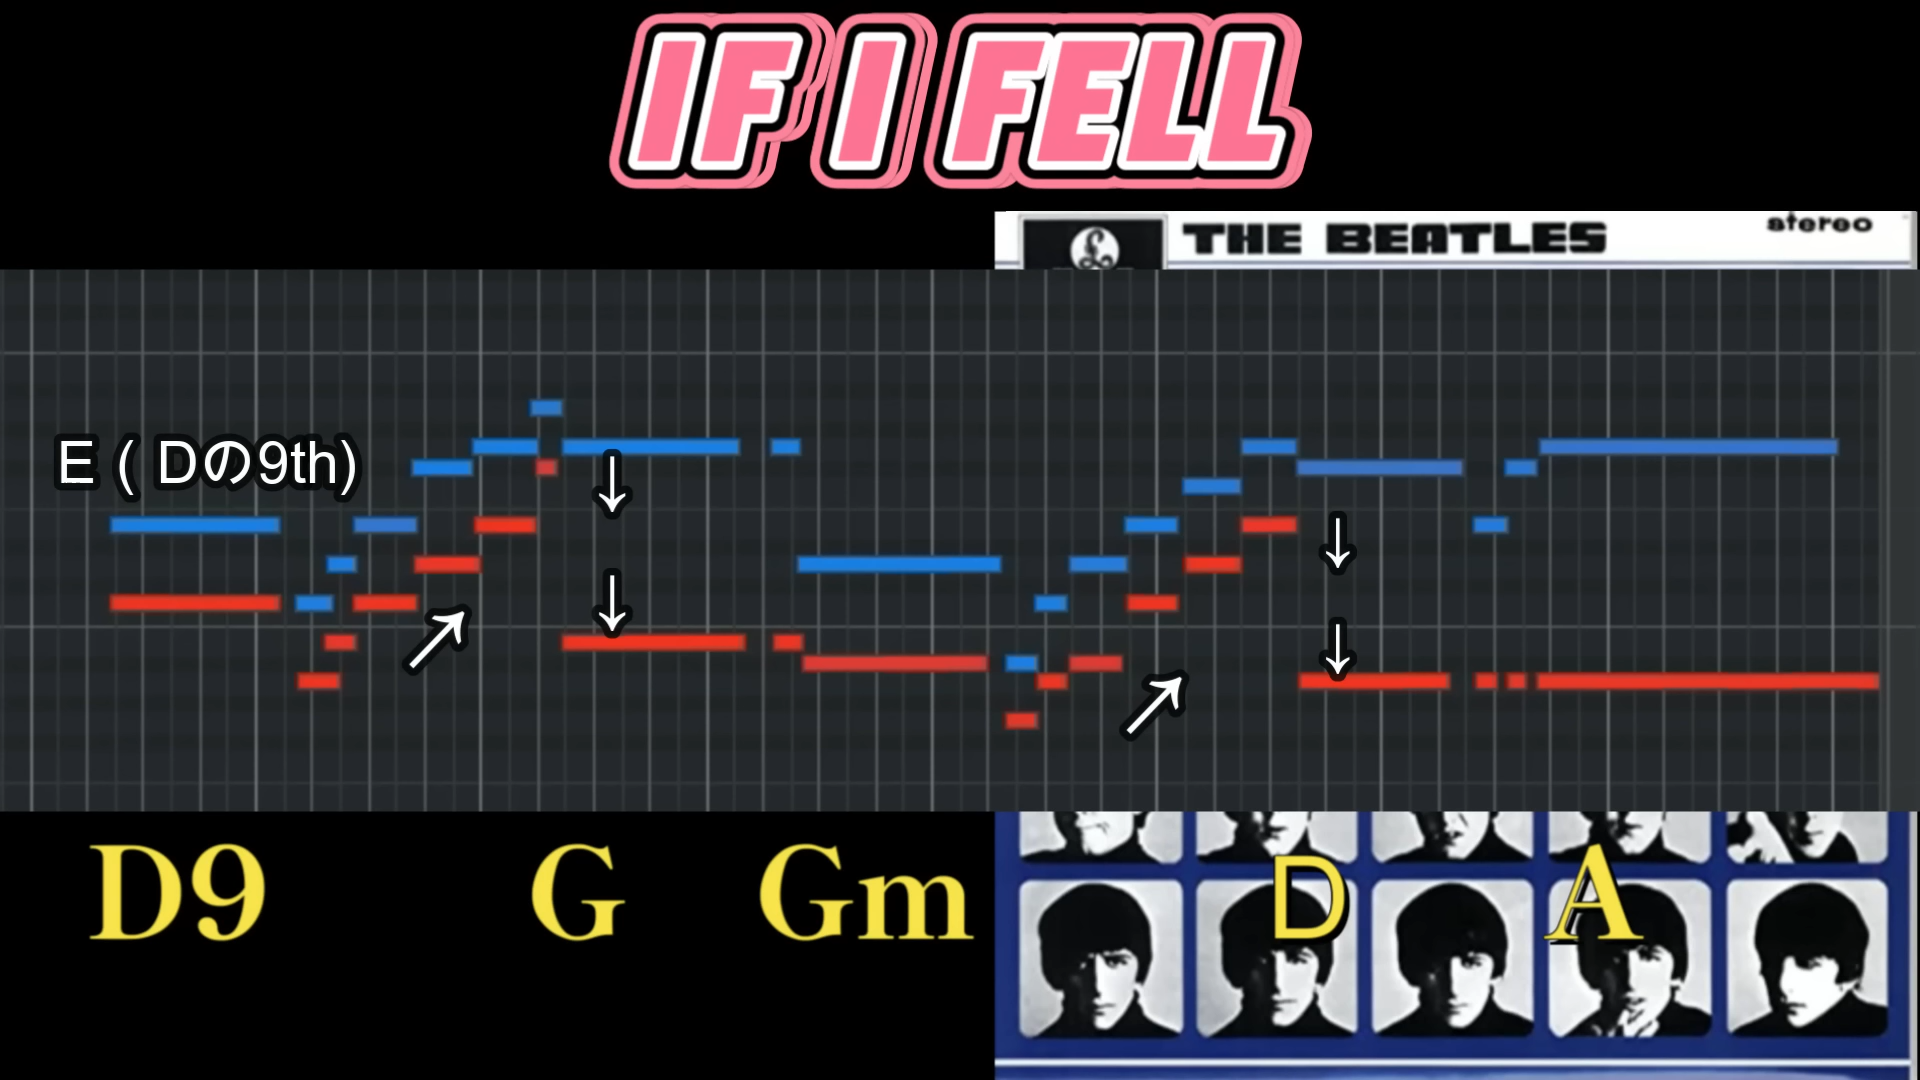 IF I FELL
THE BEATLES
stereo
E ( Dの9th)
D9 G Gm D A